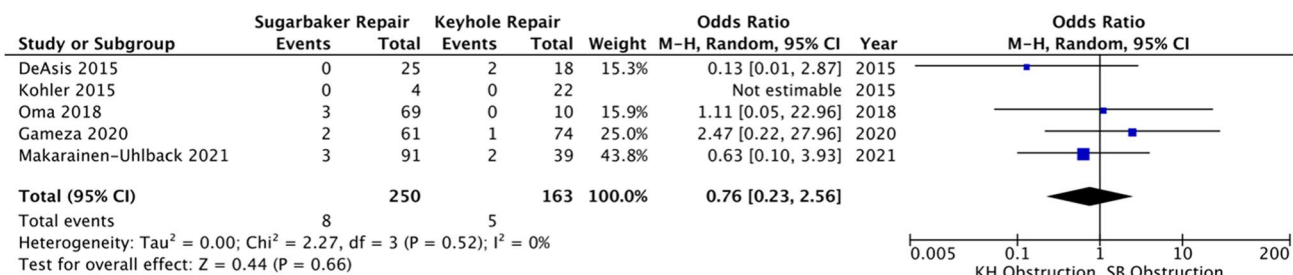 Sugarbaker Repair Keyhole Repair Odds Ratio Odds Ratio
Study or Subgroup Events Total Events Total Weight M-H, Random, 95% CI Year M-H, Random, 95% CI
DeAsis 2015 0 25 2 18 15.3% 0.13 [0.01, 2.87] 2015
Kohler 2015 0 4 0 22 Not estimable 2015
Oma 2018 3 69 0 10 15.9% 1.11 [0.05, 22.96] 2018
Gameza 2020 2 61 1 74 25.0% 2.47 [0.22, 27.96] 2020
Makarainen-Uhlback 2021 3 91 2 39 43.8% 0.63 [0.10, 3.93] 2021
Total (95% CI) 250 163 100.0% 0.76 [0.23, 2.56]
Total events 8 5
Heterogeneity: Tau² = 0.00; Chi² = 2.27, df = 3 (P = 0.52); I² = 0%
Test for overall effect: Z = 0.44 (P = 0.66)
0.005 0.1 1 10 200
KH Obstruction SR Obstruction